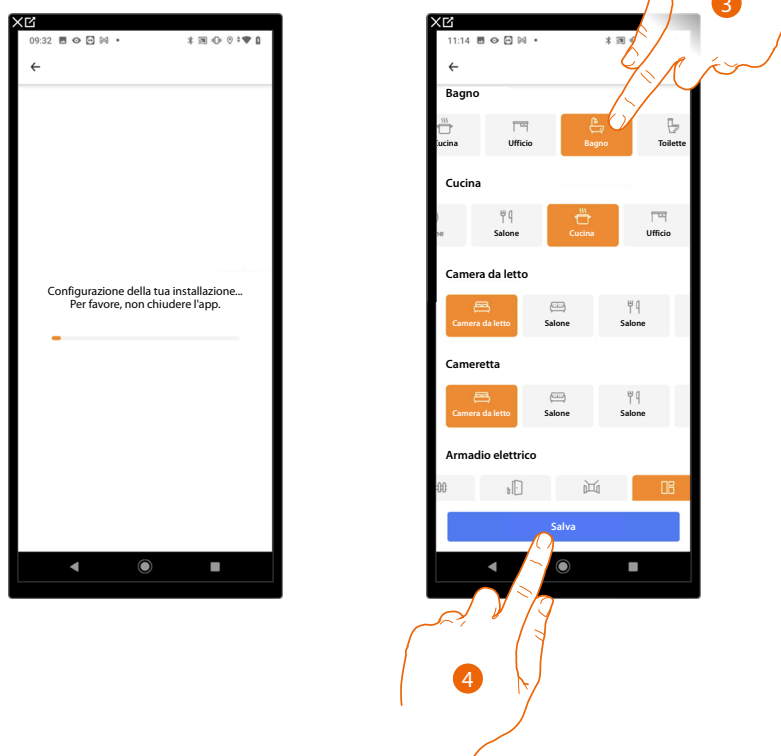 09:32
Configurazione della tua installazione...
Per favore, non chiudere l'app.
3
11:14
Bagno
Ufficio Bagno Toilette
Cucina
Salone Cucina Ufficio
Camera da letto
Camera da letto Salone Salone
Cameretta
Camera da letto Salone Salone
Armadio elettrico
Salva
4